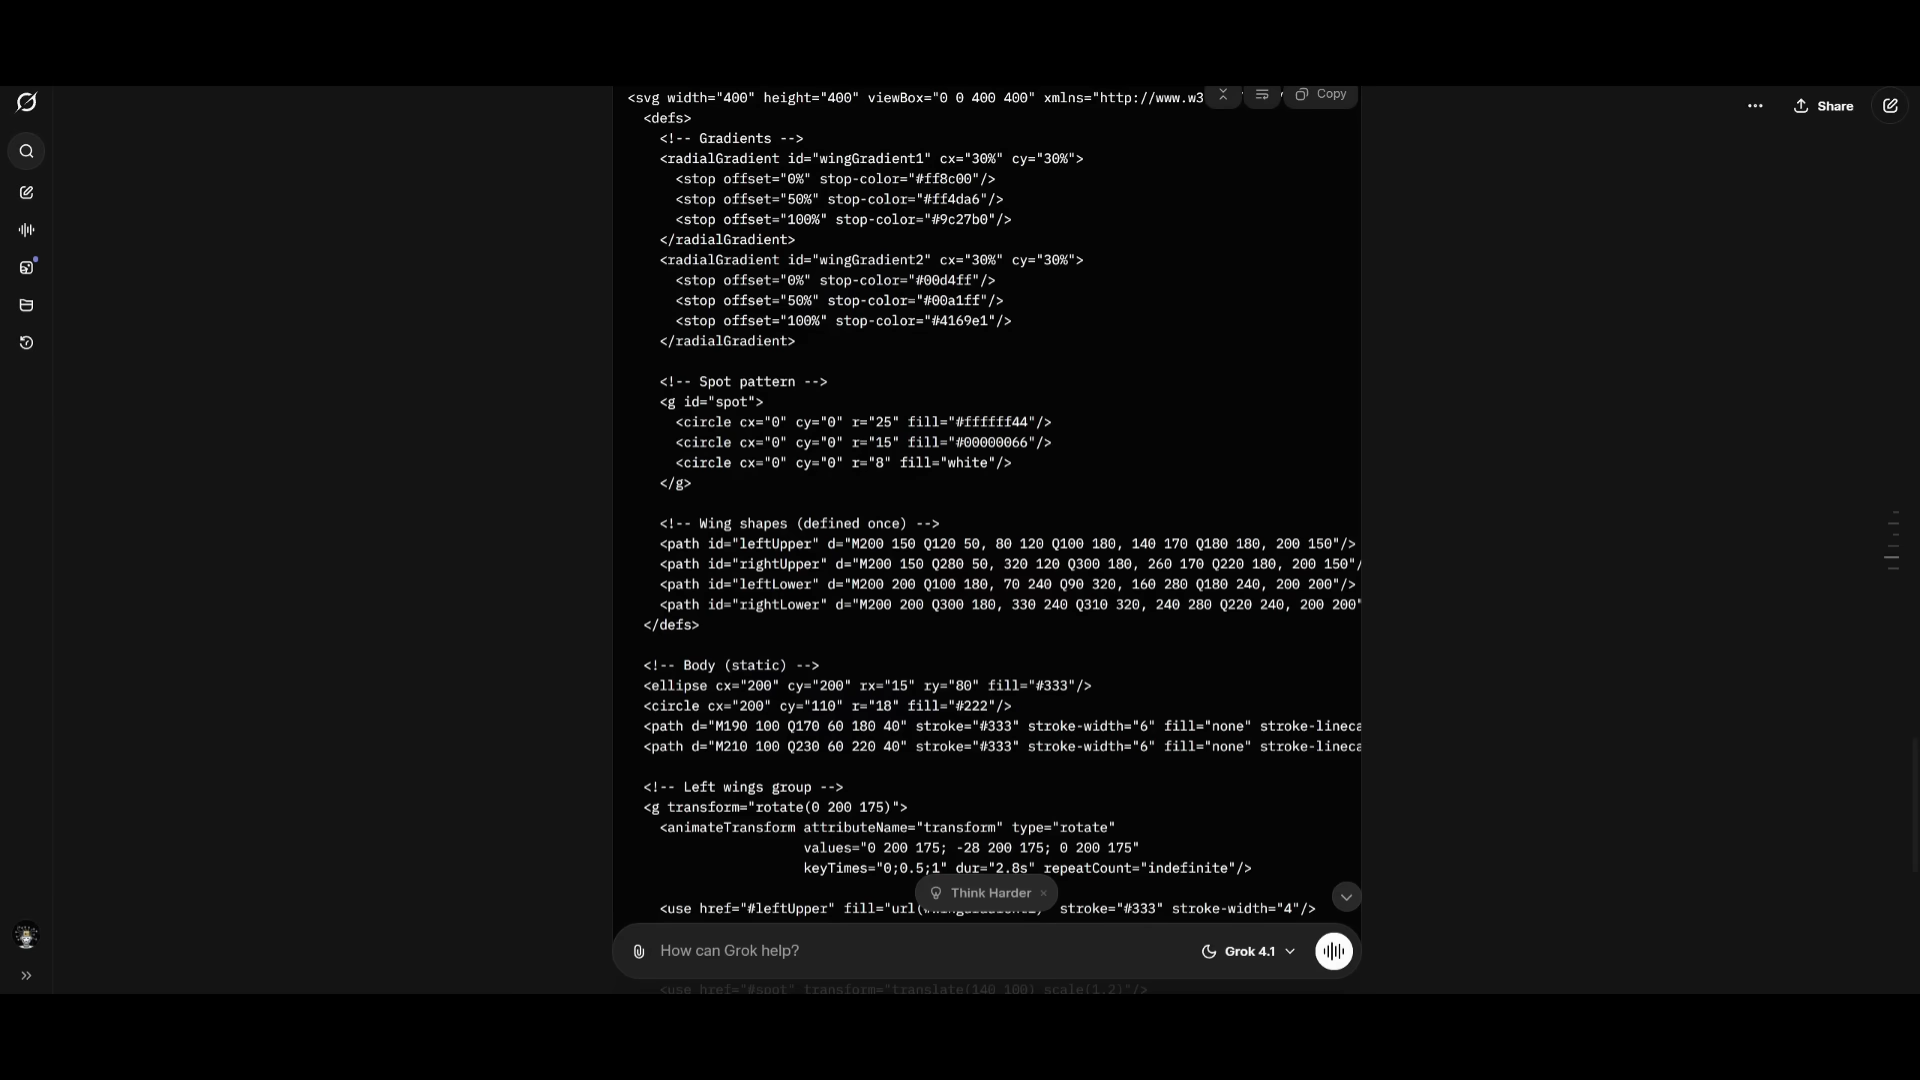 <svg width="400" height="400" viewBox="0 0 400 400" xmlns="http://www.w3
Copy
Share
<defs>
<!-- Gradients -->
<radialGradient id="wingGradient1" cx="30%" cy="30%">
<stop offset="0%" stop-color="#ff8c00"/>
<stop offset="50%" stop-color="#ff4da6"/>
<stop offset="100%" stop-color="#9c27b0"/>
</radialGradient>
<radialGradient id="wingGradient2" cx="30%" cy="30%">
<stop offset="0%" stop-color="#00d4ff"/>
<stop offset="50%" stop-color="#00a1ff"/>
<stop offset="100%" stop-color="#4169e1"/>
</radialGradient>
<!-- Spot pattern -->
<g id="spot">
<circle cx="0" cy="0" r="25" fill="#ffffff44"/>
<circle cx="0" cy="0" r="15" fill="#00000066"/>
<circle cx="0" cy="0" r="8" fill="white"/>
</g>
<!-- Wing shapes (defined once) -->
<path id="leftUpper" d="M200 150 Q120 50, 80 120 Q100 180, 140 170 Q180 180, 200 150"/>
<path id="rightUpper" d="M200 150 Q280 50, 320 120 Q300 180, 260 170 Q220 180, 200 150"/
<path id="leftLower" d="M200 200 Q100 180, 70 240 Q90 320, 160 280 Q180 240, 200 200"/>
<path id="rightLower" d="M200 200 Q300 180, 330 240 Q310 320, 240 280 Q220 240, 200 200"
</defs>
<!-- Body (static) -->
<ellipse cx="200" cy="200" rx="15" ry="80" fill="#333"/>
<circle cx="200" cy="110" r="18" fill="#222"/>
<path d="M190 100 Q170 60 180 40" stroke="#333" stroke-width="6" fill="none" stroke-lineca
<path d="M210 100 Q230 60 220 40" stroke="#333" stroke-width="6" fill="none" stroke-lineca
<!-- Left wings group -->
<g transform="rotate(0 200 175)">
<animateTransform attributeName="transform" type="rotate"
values="0 200 175; -28 200 175; 0 200 175"
keyTimes="0;0.5;1" dur="2.8s" repeatCount="indefinite"/>
Think Harder ×
<use href="#leftUpper" fill="url( stroke="#333" stroke-width="4"/>
How can Grok help?
Grok 4.1
<use href="#spot" transform="translate(140 100) scale(1.2)"/>